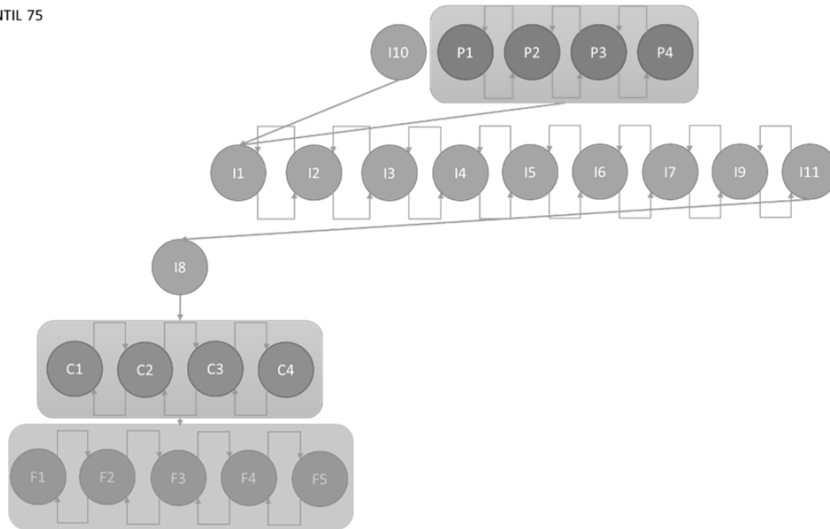 NTIL 75
I10 P1 P2 P3 P4
I1 I2 I3 I4 I5 I6 I7 I9 I11
I8
C1 C2 C3 C4
F1 F2 F3 F4 F5